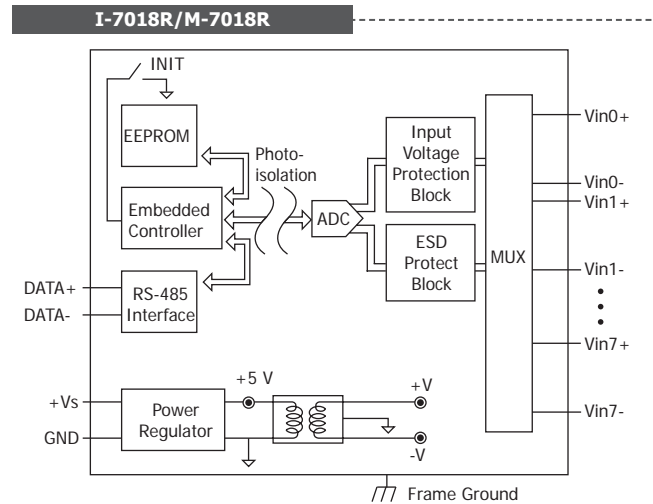 I-7018R/M-7018R
INIT
EEPROM
Photo-
isolation
Embedded
Controller
ADC
Input
Voltage
Protection
Block
ESD
Protect
Block
MUX
Vin0+
Vin0-
Vin1+
Vin1-
Vin7+
Vin7-
DATA+
DATA-
RS-485
Interface
+Vs
GND
Power
Regulator
+5 V
+V
-V
Frame Ground